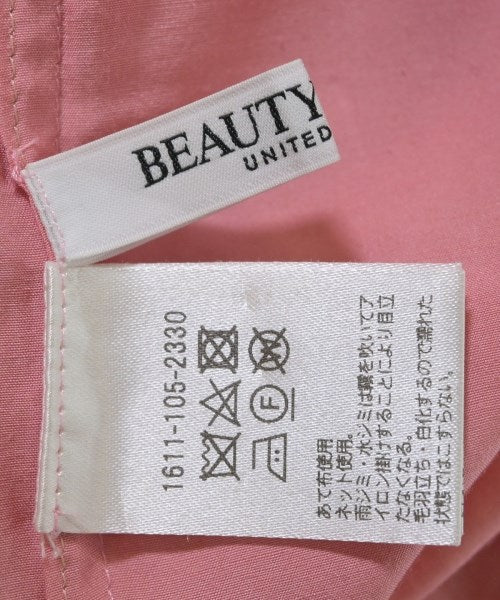 BEAUTY
UNITED
1611-105-2330
F
W
あて布使用
ネット使用。
雨ジミ・水ジミは霧を吹いてア
イロン掛けすることにより目立
たなくなる。
毛羽立ち・白化するので濡れた
状態ではこすらない。